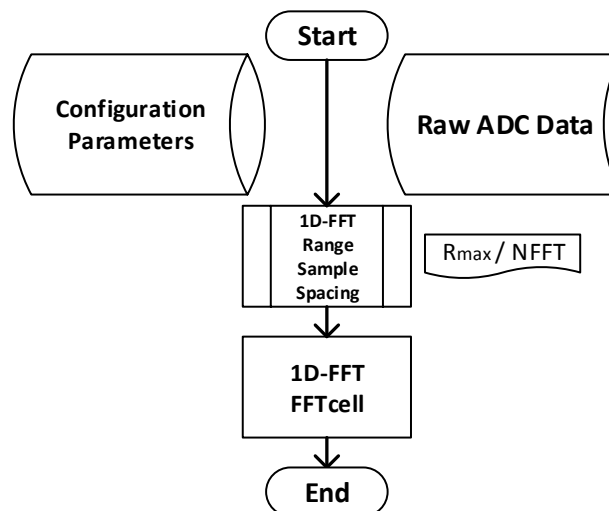 Start
Configuration
Parameters
Raw ADC Data
1D-FFT
Range
Sample
Spacing
Rmax / NFFT
1D-FFT
FFTcell
End